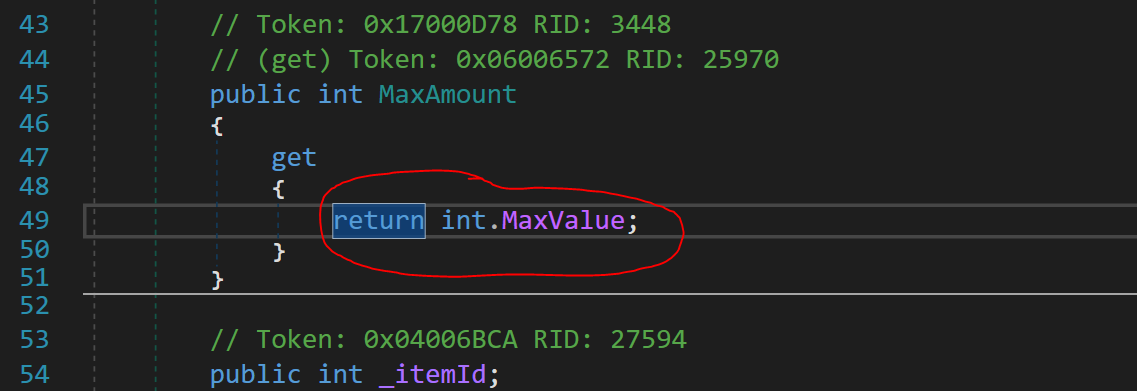 43 // Token: 0x17000D78 RID: 3448
44 // (get) Token: 0x06006572 RID: 25970
45 public int MaxAmount
46 {
47 get
48 {
49 return int.MaxValue;
50 }
51 }
52
53 // Token: 0x04006BCA RID: 27594
54 public int _itemId;